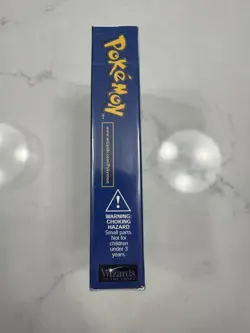 POKéMON
WARNING:
CHOKING
HAZARD
Small parts.
Not for
children
under 3
years.
Wizards